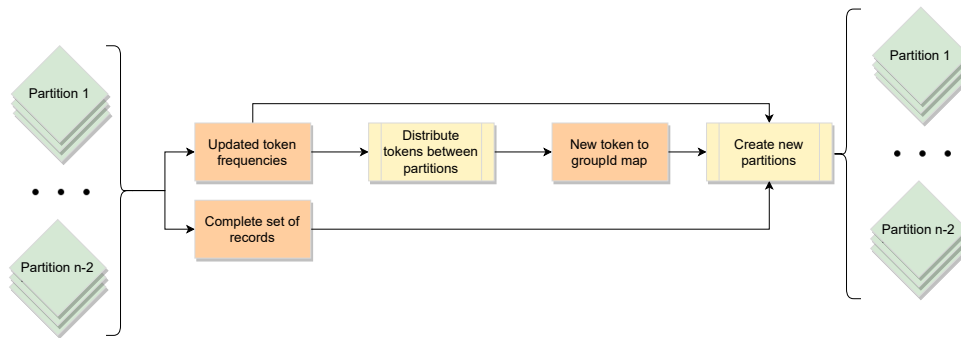 Partition 1
• • •
Partition n-2
Updated token
frequencies
Complete set of
records
Distribute
tokens between
partitions
New token to
groupId map
Create new
partitions
Partition 1
• • •
Partition n-2